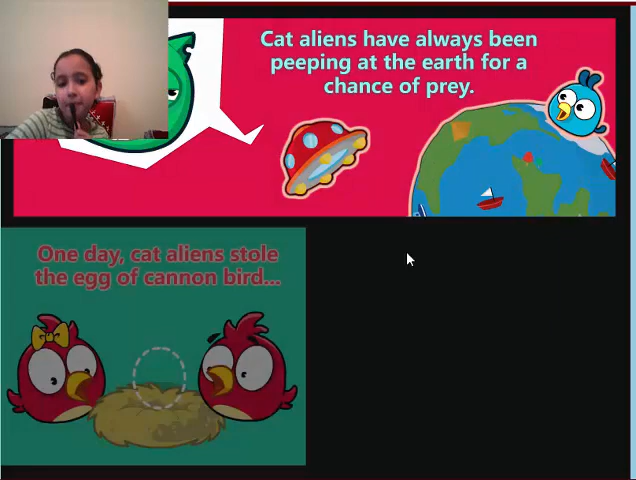 Cat aliens have always been
peeping at the earth for a
chance of prey.
One day, cat aliens stole
the egg of cannon bird...